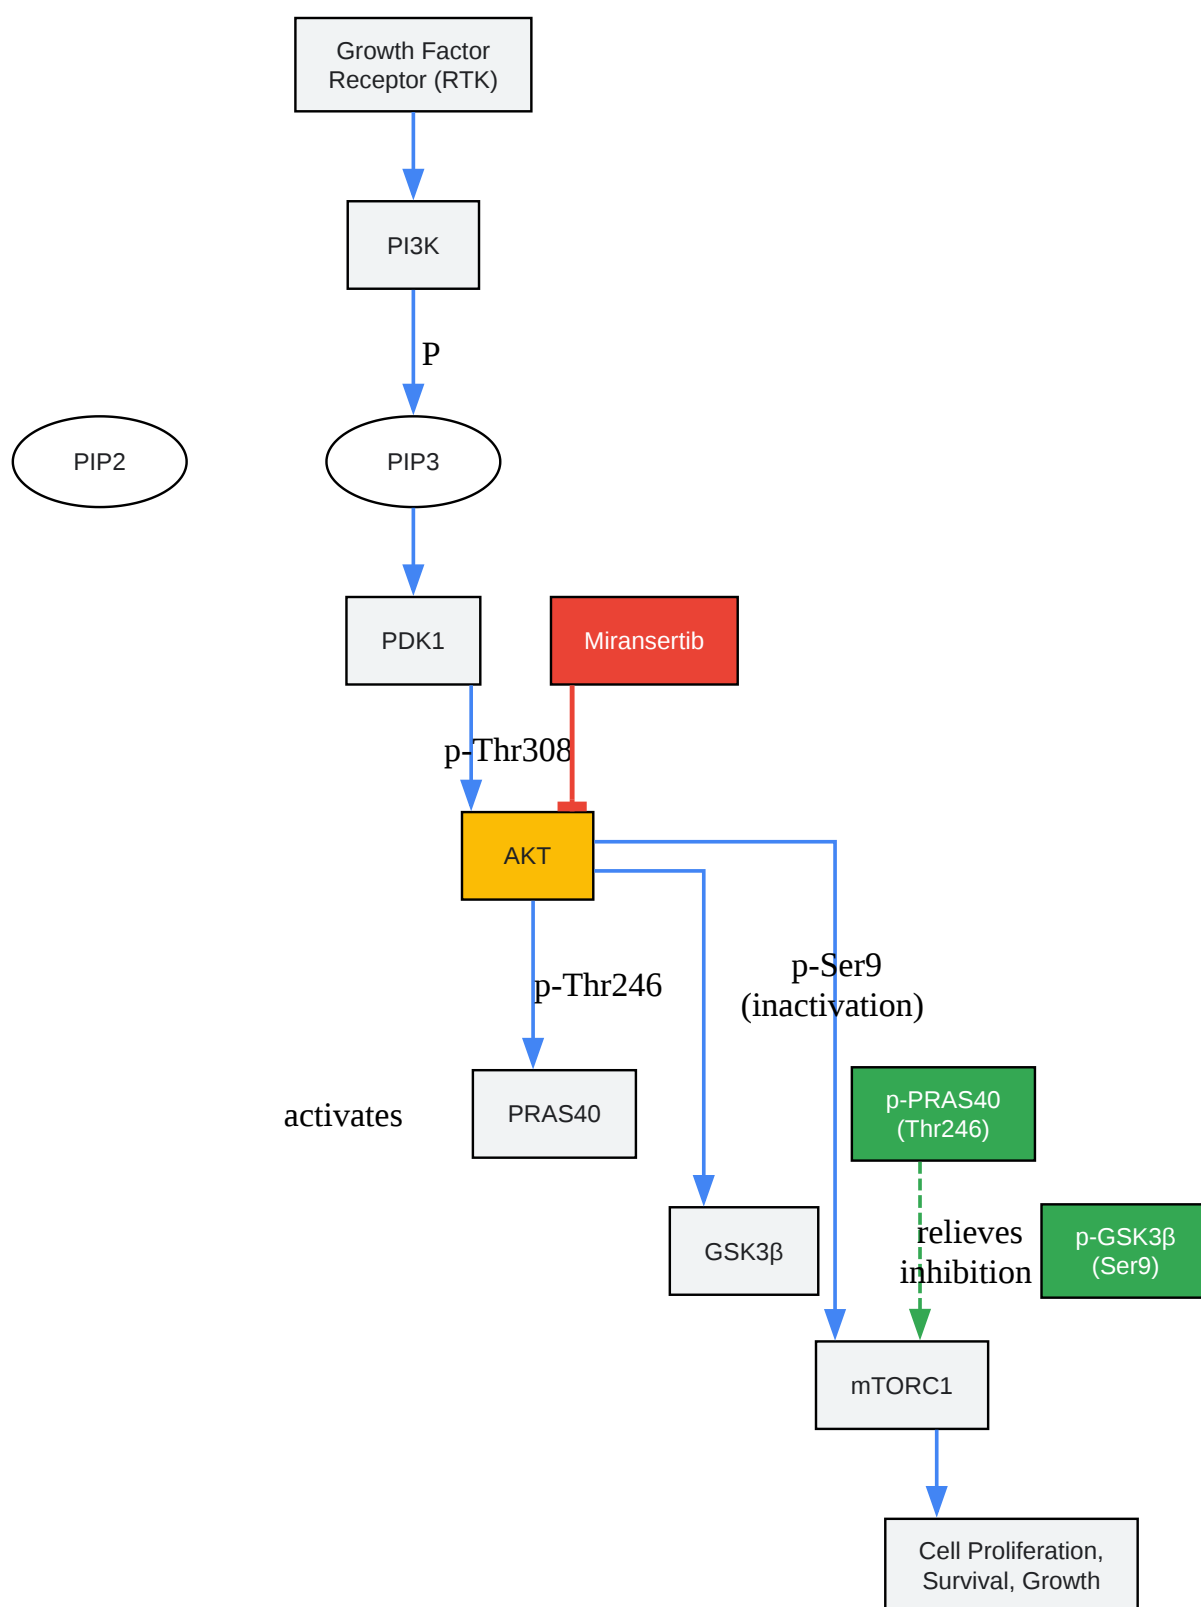 Growth Factor
Receptor (RTK)
PI3K
P
PIP2
PIP3
PDK1
Miransertib
p-Thr308
AKT
p-Ser9
(inactivation)
p-Thr246
p-PRAS40
(Thr246)
activates
PRAS40
relieves
inhibition
p-GSK3β
(Ser9)
GSK3β
mTORC1
Cell Proliferation,
Survival, Growth